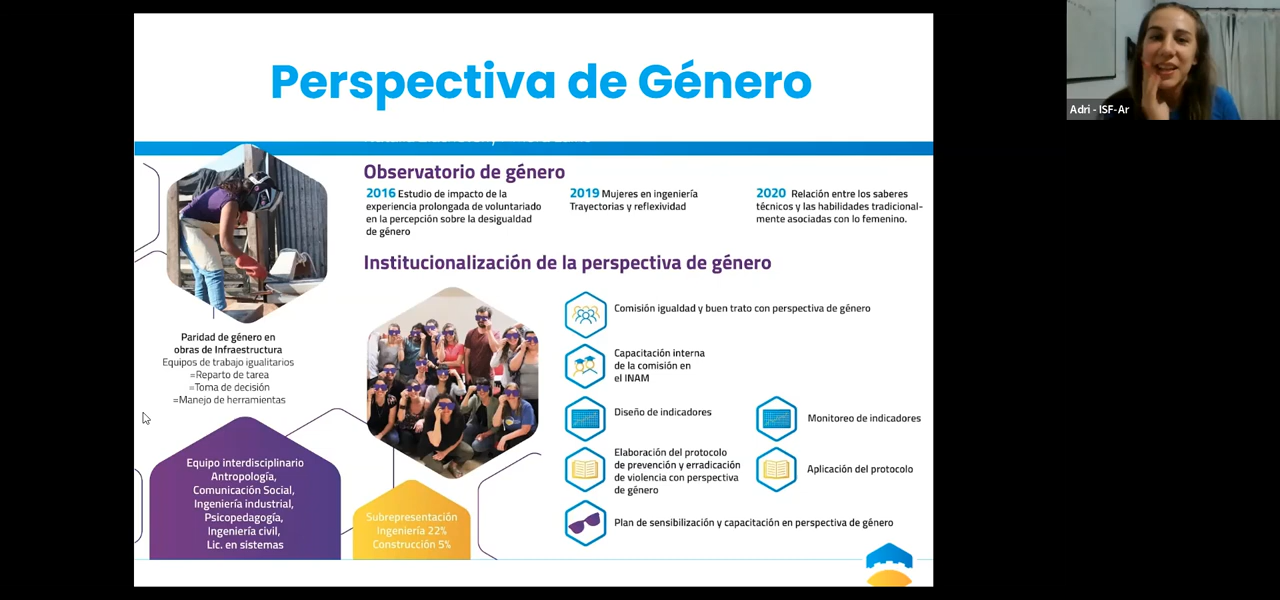 Perspectiva de Género
Adri - ISF-Ar
Observatorio de género
2016 Estudio de impacto de la
experiencia prolongada de voluntariado
en la percepción sobre la desigualdad
de género
2019 Mujeres en ingeniería
Trayectorias y reflexividad
2020 Relación entre los saberes
técnicos y las habilidades tradicional-
mente asociadas con lo femenino.
Institucionalización de la perspectiva de género
Paridad de género en
obras de Infraestructura
Equipos de trabajo igualitarios
=Reparto de tarea
=Toma de decisión
=Manejo de herramientas
Comisión igualdad y buen trato con perspectiva de género
Capacitación interna
de la comisión en
el INAM
Diseño de indicadores
Monitoreo de indicadores
Elaboración del protocolo
de prevención y erradicación
de violencia con perspectiva
de género
Aplicación del protocolo
Plan de sensibilización y capacitación en perspectiva de género
Equipo interdisciplinario
Antropología,
Comunicación Social,
Ingeniería industrial,
Psicopedagogía,
Ingeniería civil,
Lic. en sistemas
Subrepresentación
Ingeniería 22%
Construcción 5%